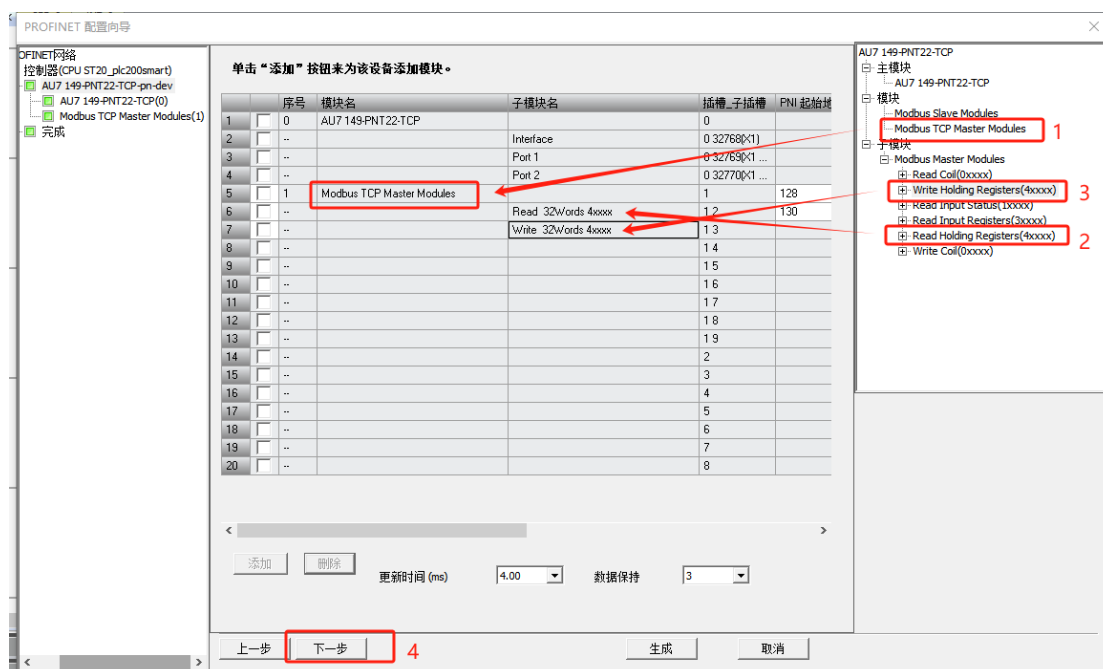 PROFINET 配置向导
OFINET网络
控制器(CPU ST20_plc200smart)
AU7 149-PNT22-TCP-pn-dev
AU7 149-PNT22-TCP(0)
Modbus TCP Master Modules(1)
完成
单击“添加”按钮来为该设备添加模块。
序号 模块名 子模块名 插槽_子插槽 PNI 起始地
1 0 AU7 149-PNT22-TCP 0
2 -- Interface 0 32768(X1)
3 -- Port 1 0 32769(X1 ...
4 -- Port 2 0 32770(X1 ...
5 1 Modbus TCP Master Modules 1 128
6 -- Read 32Words 4xxxx 1 2 130
7 -- Write 32Words 4xxxx 1 3
8 -- 1 4
9 -- 1 5
10 -- 1 6
11 -- 1 7
12 -- 1 8
13 -- 1 9
14 -- 2
15 -- 3
16 -- 4
17 -- 5
18 -- 6
19 -- 7
20 -- 8
添加 删除 更新时间(ms) 4.00 数据保持 3
上一步 下一步 4 生成 取消
AU7 149-PNT22-TCP
主模块
AU7 149-PNT22-TCP
模块
Modbus Slave Modules
Modbus TCP Master Modules 1
子模块
Modbus Master Modules
Read Coil(0xxxx)
Write Holding Registers(4xxxx) 3
Read Input Status(1xxxx)
Read Input Registers(3xxxx)
Read Holding Registers(4xxxx) 2
Write Coil(0xxxx)